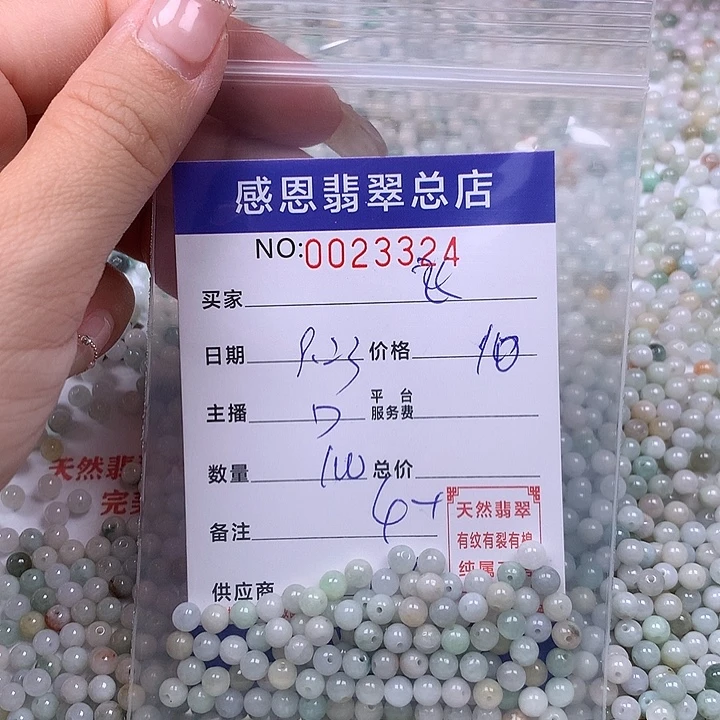 感恩翡翠总店
NO:0023324
买家
日期 9.23 价格 10
主播 平台服务费
数量 100 总价
备注 6+
天然翡翠
有纹有裂有棉
纯属
供应商
天然翡
完美